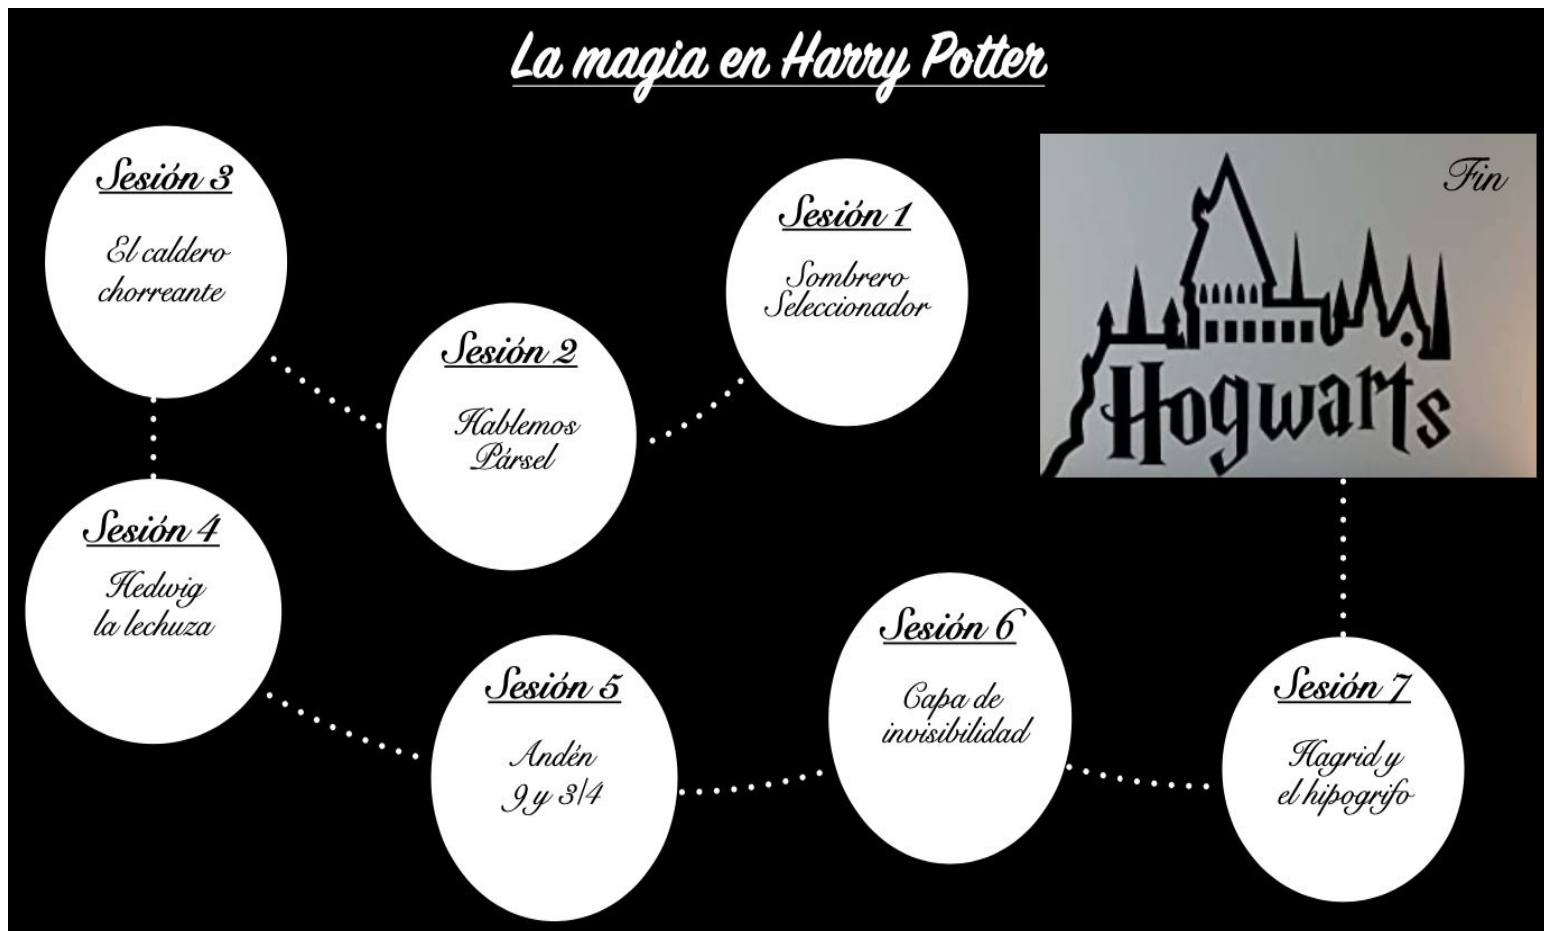 La magia en Harry Potter
Sesión 1
Sombrero
Seleccionador
Sesión 2
Hablemos
Pársel
Sesión 3
El caldero
chorreante
Sesión 4
Hedwig
la lechuza
Sesión 5
Andén
9 y 3/4
Sesión 6
Capa de
invisibilidad
Sesión 7
Hagrid y
el hipogrifo
Fin
Hogwarts